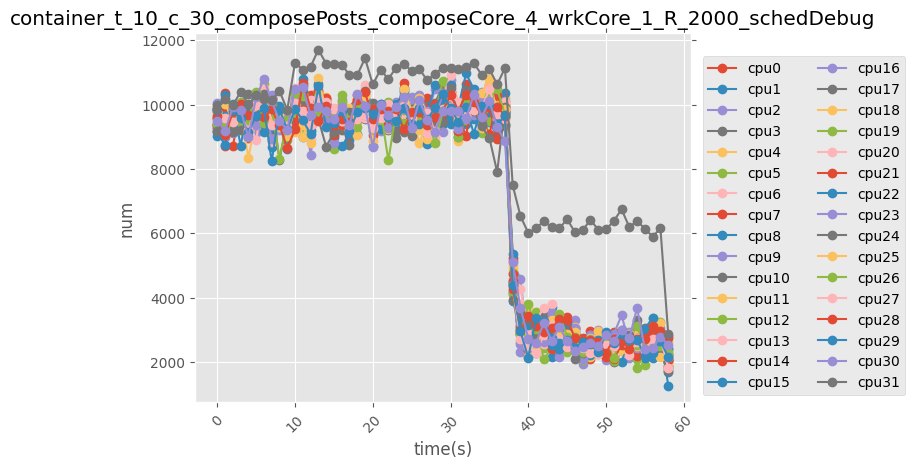 container_t_10_c_30_composePosts_composeCore_4_wrkCore_1_R_2000_schedDebug
12000
10000
8000
6000
4000
2000
num
0 10 20 30 40 50 60
time(s)
cpu0 cpu16
cpu1 cpu17
cpu2 cpu18
cpu3 cpu19
cpu4 cpu20
cpu5 cpu21
cpu6 cpu22
cpu7 cpu23
cpu8 cpu24
cpu9 cpu25
cpu10 cpu26
cpu11 cpu27
cpu12 cpu28
cpu13 cpu29
cpu14 cpu30
cpu15 cpu31